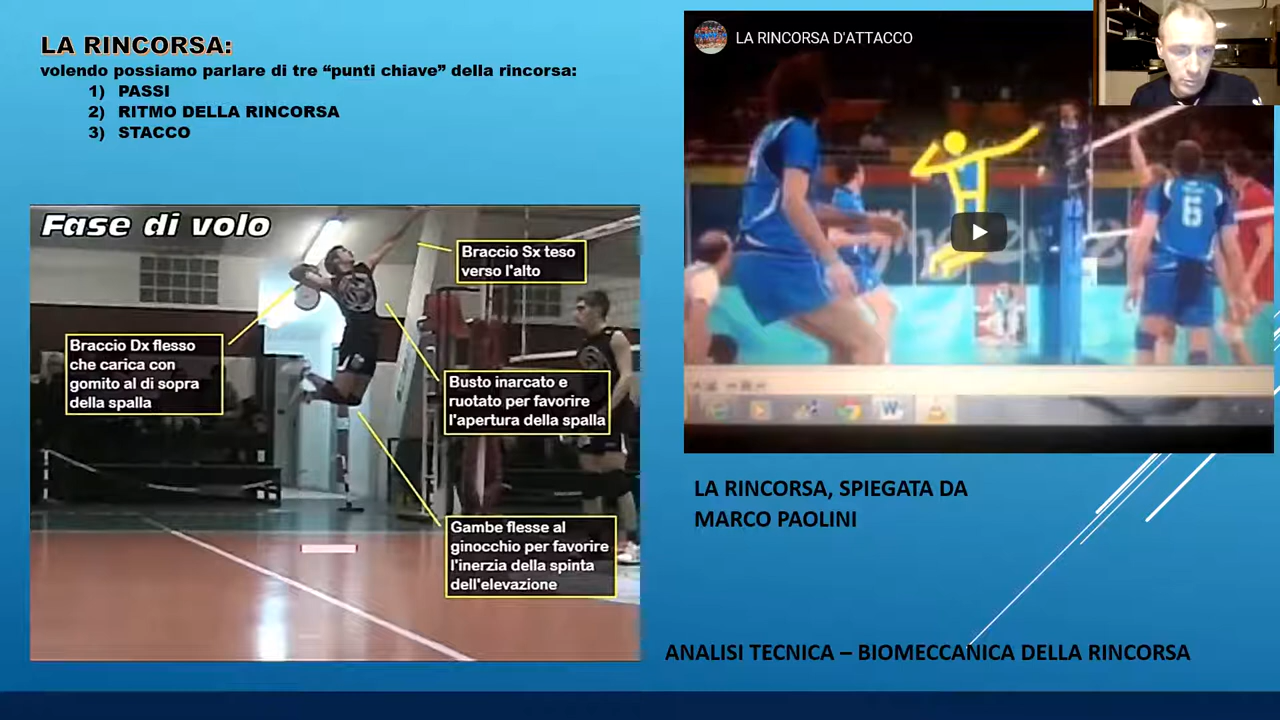 LA RINCORSA:
volendo possiamo parlare di tre “punti chiave” della rincorsa:
1) PASSI
2) RITMO DELLA RINCORSA
3) STACCO
Fase di volo
Braccio Sx teso
verso l'alto
Braccio Dx flesso
che carica con
gomito al di sopra
della spalla
Busto inarcato e
ruotato per favorire
l'apertura della spalla
Gambe flesse al
ginocchio per favorire
l'inerzia della spinta
dell'elevazione
LA RINCORSA D'ATTACCO
6
LA RINCORSA, SPIEGATA DA
MARCO PAOLINI
ANALISI TECNICA – BIOMECCANICA DELLA RINCORSA